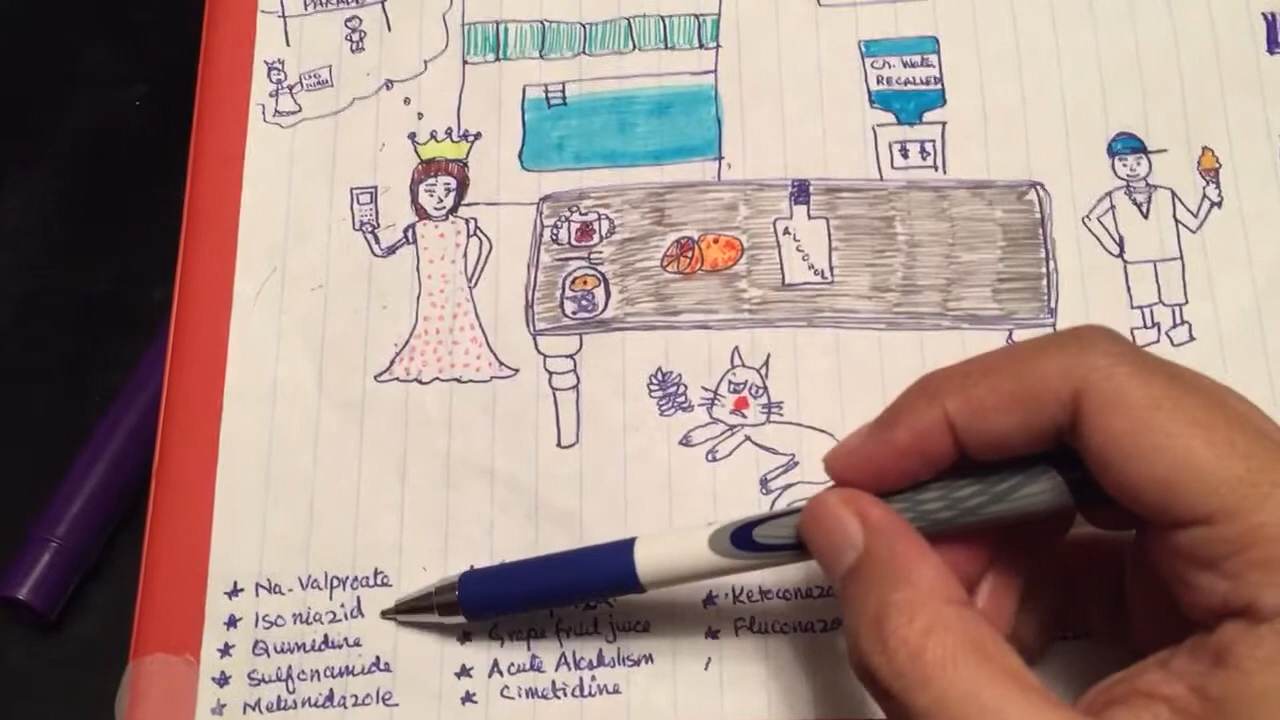 PARADE
Ch. Water
RECALLED
ALCOHOL
★ Na-Valproate
★ Isoniazid
★ Quinidine
★ Sulfonamide
★ Metronidazole
★ Grape fruit juice
★ Acute Alcoholism
★ Cimetidine
★ Ketoconazo
★ Fluconazo